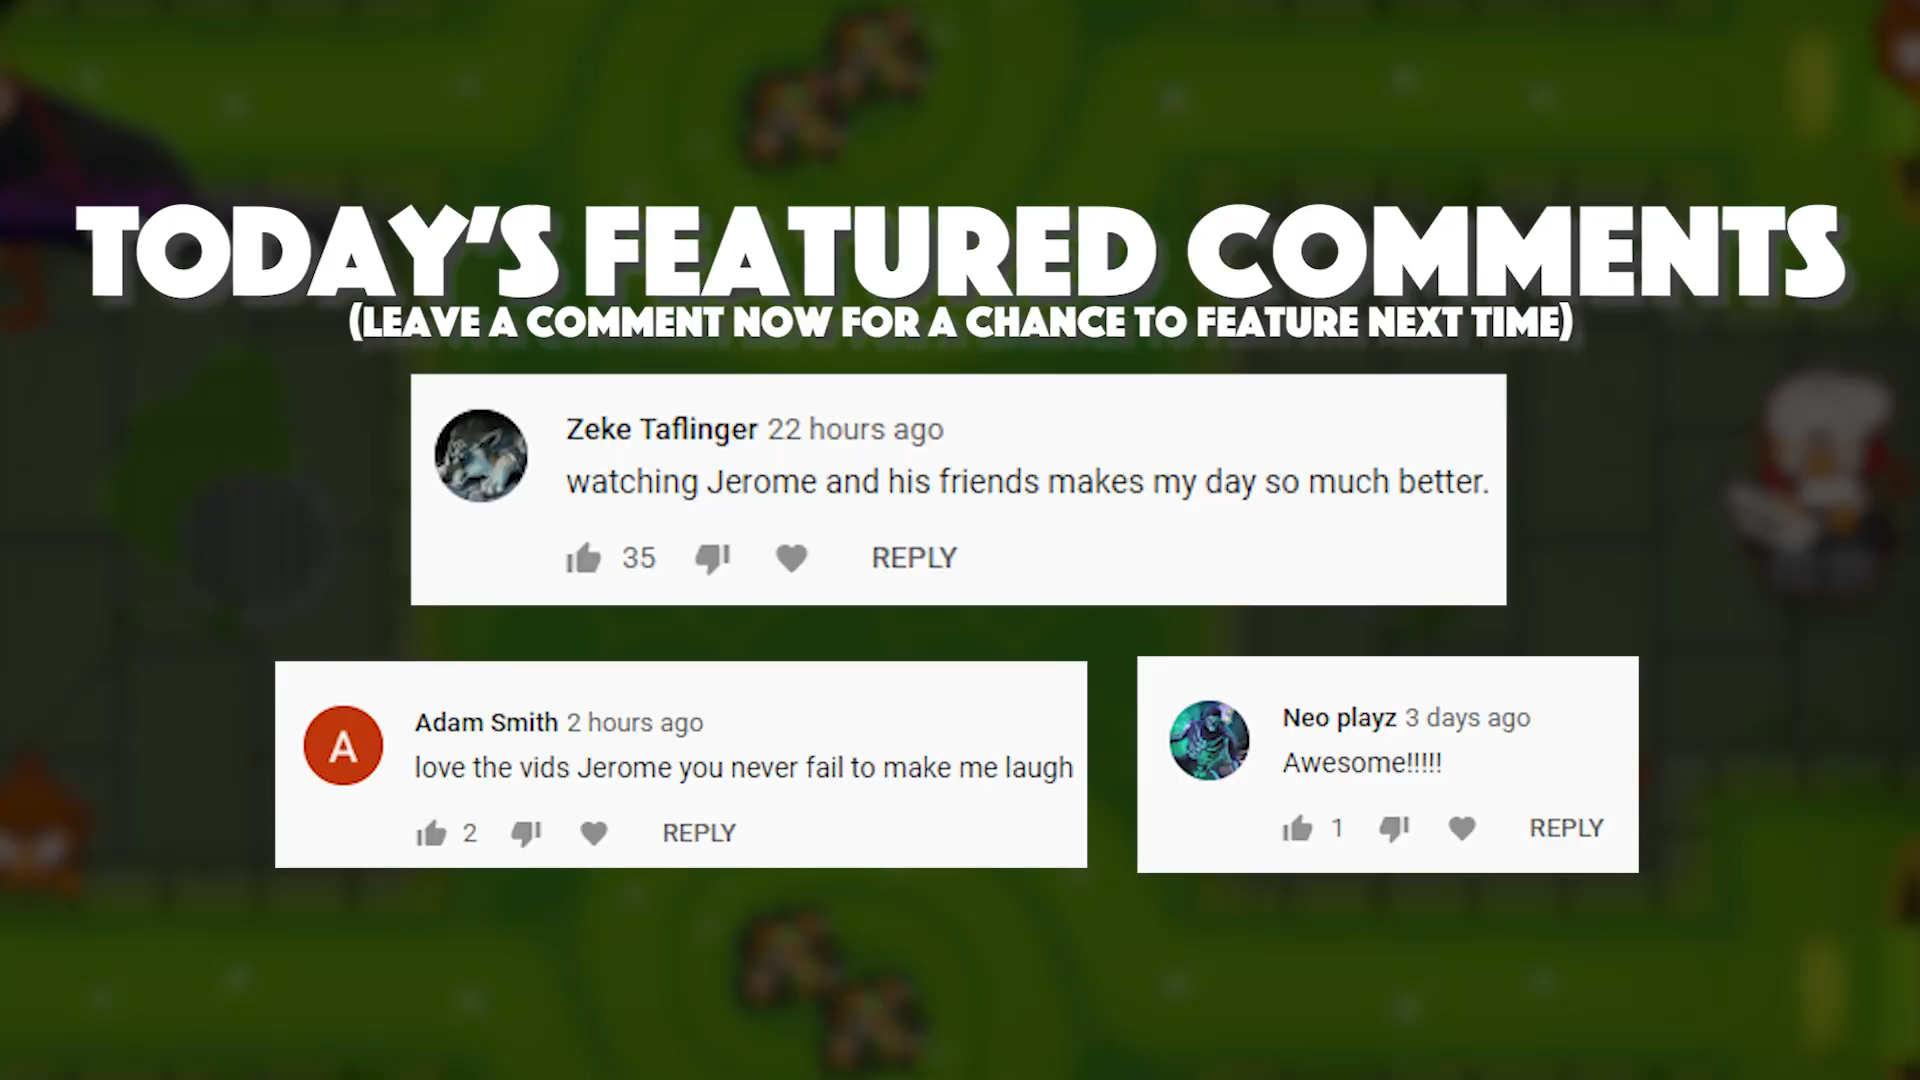 TODAY'S FEATURED COMMENTS
(LEAVE A COMMENT NOW FOR A CHANCE TO FEATURE NEXT TIME)
Zeke Taflinger 22 hours ago
watching Jerome and his friends makes my day so much better.
35 REPLY
Adam Smith 2 hours ago
A
love the vids Jerome you never fail to make me laugh
2 REPLY
Neo playz 3 days ago
Awesome!!!!!
1 REPLY